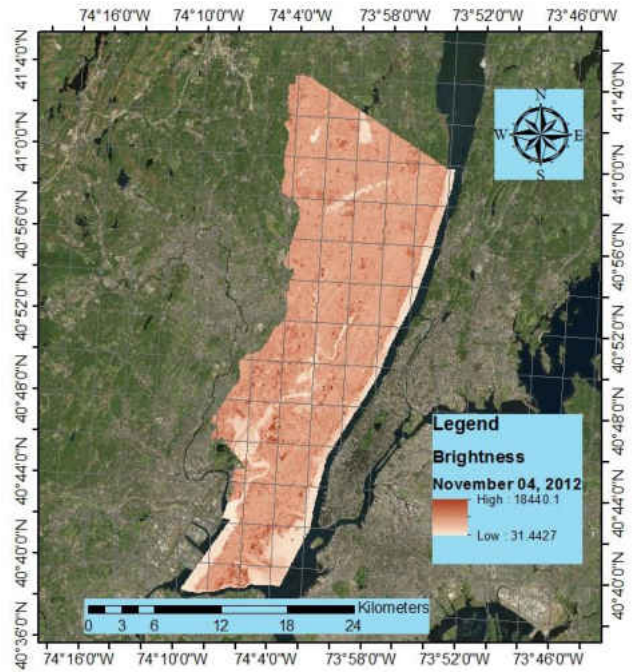 74°16'0"W 74°10'0"W 74°4'0"W 73°58'0"W 73°52'0"W 73°46'0"W
41°4'0"N 41°4'0"N
N
W E
S
41°0'0"N 41°0'0"N
40°56'0"N 40°56'0"N
40°52'0"N 40°52'0"N
40°48'0"N 40°48'0"N
Legend
Brightness
November 04, 2012
High : 18440.1
Low : 31.4427
40°44'0"N 40°44'0"N
40°40'0"N 40°40'0"N
Kilometers
0 3 6 12 18 24
40°36'0"N
74°16'0"W 74°10'0"W 74°4'0"W 73°58'0"W 73°52'0"W 73°46'0"W